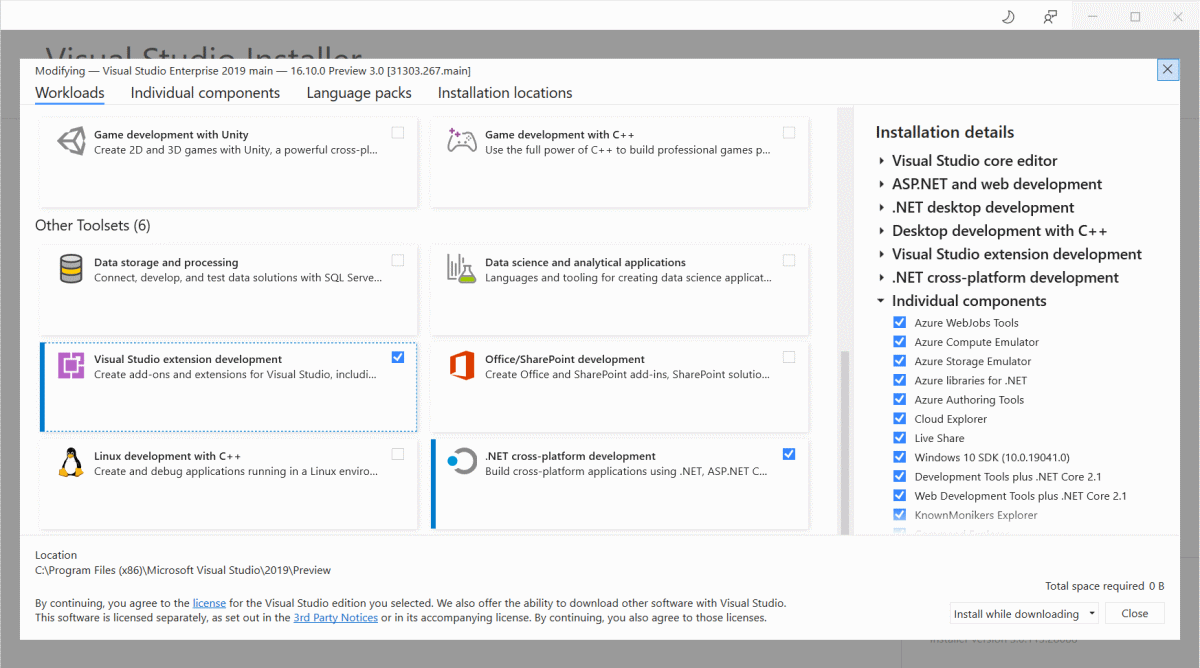 Visual Studio Installer
Modifying — Visual Studio Enterprise 2019 main — 16.10.0 Preview 3.0 [31303.267.main]
Workloads Individual components Language packs Installation locations
Game development with Unity
Create 2D and 3D games with Unity, a powerful cross-pl...
Game development with C++
Use the full power of C++ to build professional games p...
Other Toolsets (6)
Data storage and processing
Connect, develop, and test data solutions with SQL Serve...
Data science and analytical applications
Languages and tooling for creating data science applicat...
Visual Studio extension development
Create add-ons and extensions for Visual Studio, includi...
Office/SharePoint development
Create Office and SharePoint add-ins, SharePoint solutio...
Linux development with C++
Create and debug applications running in a Linux enviro...
.NET cross-platform development
Build cross-platform applications using .NET, ASP.NET C...
Installation details
Visual Studio core editor
ASP.NET and web development
.NET desktop development
Desktop development with C++
Visual Studio extension development
.NET cross-platform development
Individual components
Azure WebJobs Tools
Azure Compute Emulator
Azure Storage Emulator
Azure libraries for .NET
Azure Authoring Tools
Cloud Explorer
Live Share
Windows 10 SDK (10.0.19041.0)
Development Tools plus .NET Core 2.1
Web Development Tools plus .NET Core 2.1
KnownMonikers Explorer
Location
C:\Program Files (x86)\Microsoft Visual Studio\2019\Preview
By continuing, you agree to the license for the Visual Studio edition you selected. We also offer the ability to download other software with Visual Studio.
This software is licensed separately, as set out in the 3rd Party Notices or in its accompanying license. By continuing, you also agree to those licenses.
Total space required 0 B
Install while downloading Close